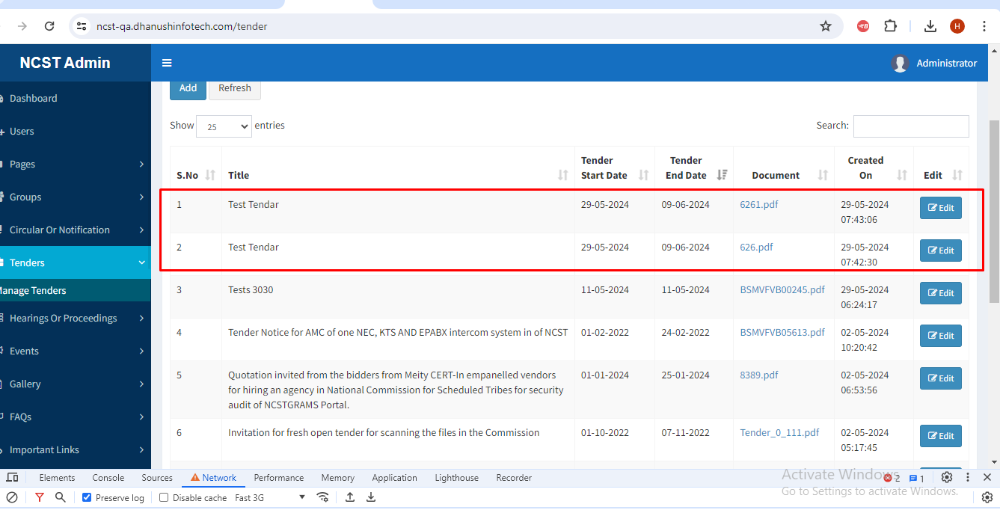 ncst-qa.dhanushinfotech.com/tender
H
NCST Admin
Administrator
Dashboard
Users
Pages
Groups
Circular Or Notification
Tenders
Manage Tenders
Hearings Or Proceedings
Events
Gallery
FAQs
Important Links
Add Refresh
Show 25 entries Search:
S.No Title Tender Start Date Tender End Date Document Created On Edit
1 Test Tendar 29-05-2024 09-06-2024 6261.pdf 29-05-2024 07:43:06 Edit
2 Test Tendar 29-05-2024 09-06-2024 626.pdf 29-05-2024 07:42:30 Edit
3 Tests 3030 11-05-2024 11-05-2024 BSMVFVB00245.pdf 29-05-2024 06:24:17 Edit
4 Tender Notice for AMC of one NEC, KTS AND EPABX intercom system in of NCST 01-02-2022 24-02-2022 BSMVFVB05613.pdf 02-05-2024 10:20:42 Edit
5 Quotation invited from the bidders from Meity CERT-In empanelled vendors 01-01-2024 25-01-2024 8389.pdf 02-05-2024 Edit
for hiring an agency in National Commission for Scheduled Tribes for security 06:53:56
audit of NCSTGRAMS Portal.
6 Invitation for fresh open tender for scanning the files in the Commission 01-10-2022 07-11-2022 Tender_0_111.pdf 02-05-2024 05:17:45 Edit
Elements Console Sources Network Performance Memory Application Lighthouse Recorder 2 1
Preserve log Disable cache Fast 3G
Activate Windows
Go to Settings to activate Windows.